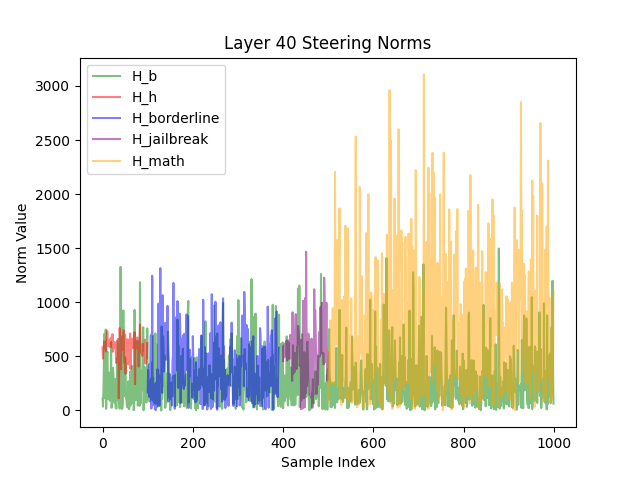 Layer 40 Steering Norms
H_b
H_h
H_borderline
H_jailbreak
H_math
Norm Value
3000
2500
2000
1500
1000
500
0
0 200 400 600 800 1000
Sample Index